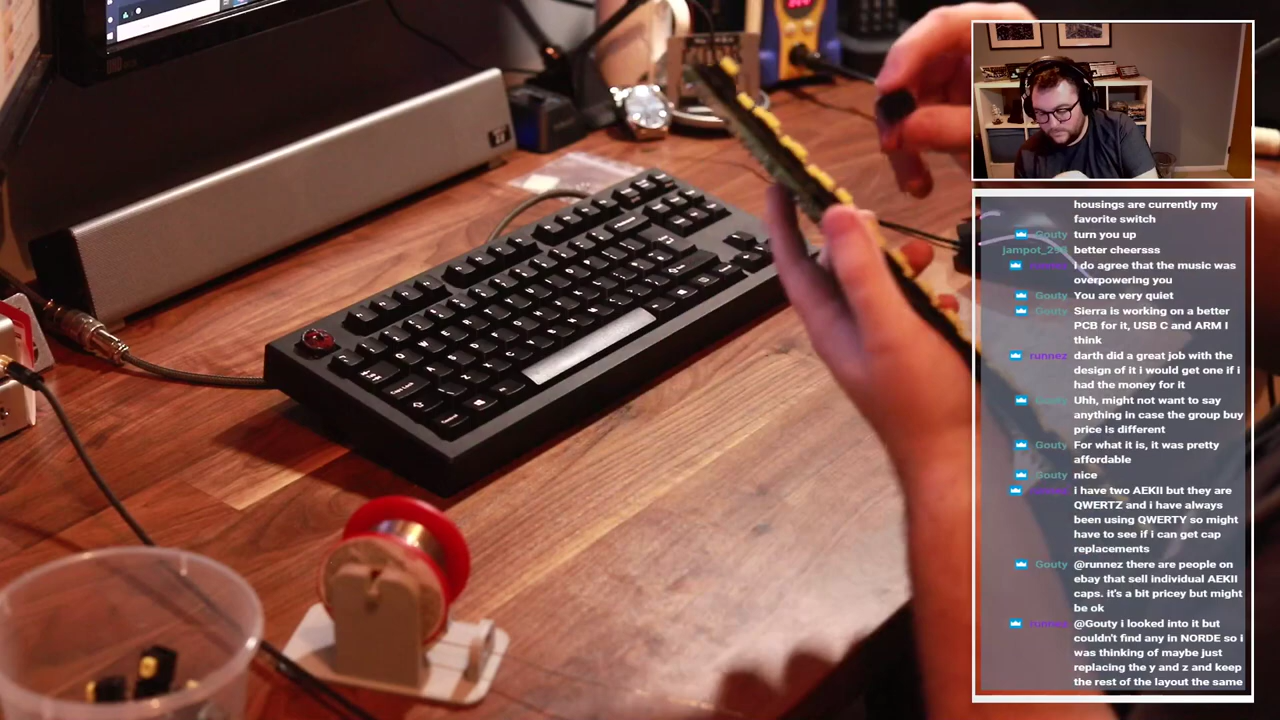 housings are currently my
favorite switch
Gouty turn you up
jampot_294 better cheersss
i do agree that the music was
overpowering you
Gouty You are very quiet
Gouty Sierra is working on a better
PCB for it, USB C and ARM I
think
runnez darth did a great job with the
design of it i would get one if i
had the money for it
Gouty Uhh, might not want to say
anything in case the group buy
price is different
Gouty For what it is, it was pretty
affordable
Gouty nice
i have two AEKII but they are
QWERTZ and i have always
been using QWERTY so might
have to see if i can get cap
replacements
Gouty @runnez there are people on
ebay that sell individual AEKII
caps. it's a bit pricey but might
be ok
runnez @Gouty i looked into it but
couldn't find any in NORDE so i
was thinking of maybe just
replacing the y and z and keep
the rest of the layout the same